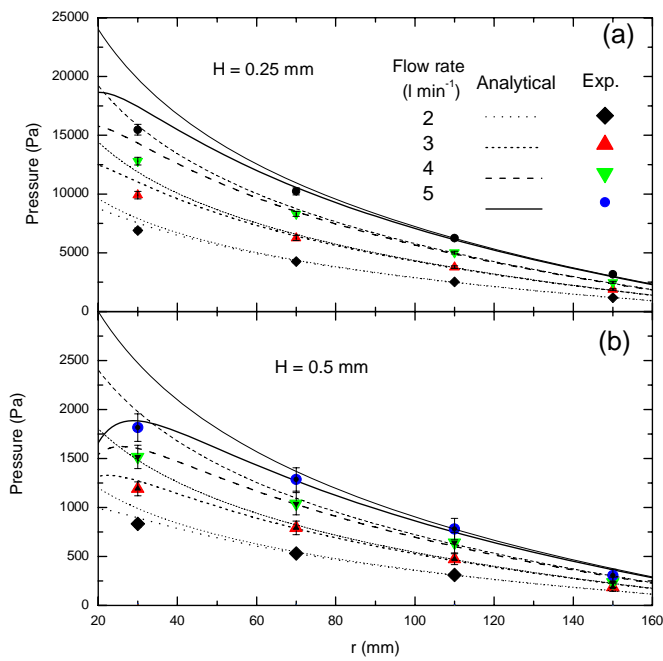 25000
20000
15000
10000
5000
0
Pressure (Pa)
(a)
H = 0.25 mm
Flow rate
(l min⁻¹)
Analytical
Exp.
2
3
4
5
2500
2000
1500
1000
500
0
Pressure (Pa)
(b)
H = 0.5 mm
20 40 60 80 100 120 140 160
r (mm)